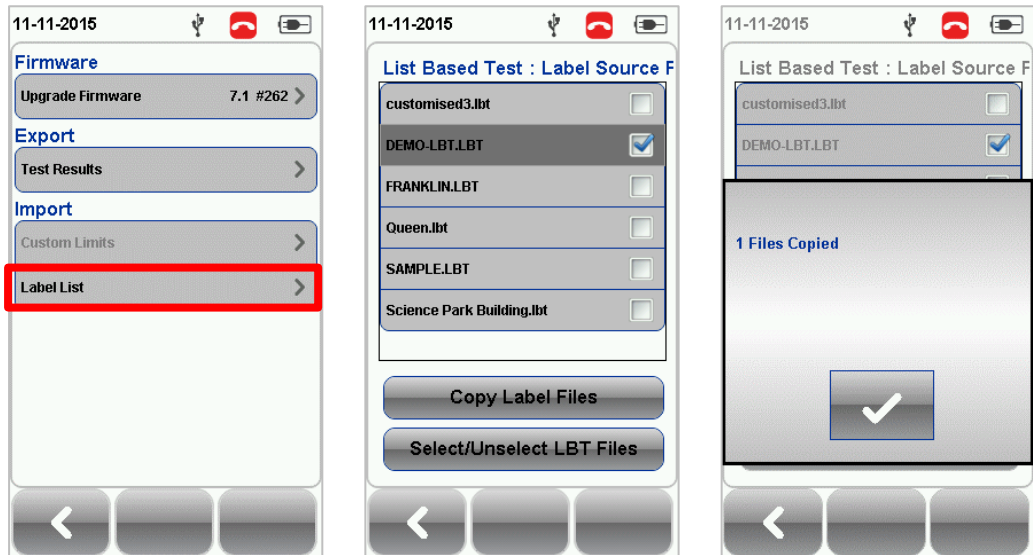 11-11-2015
Firmware
Upgrade Firmware 7.1 #262
Export
Test Results
Import
Custom Limits
Label List
11-11-2015
List Based Test : Label Source F
customised3.lbt
DEMO-LBT.LBT
FRANKLIN.LBT
Queen.lbt
SAMPLE.LBT
Science Park Building.lbt
Copy Label Files
Select/Unselect LBT Files
11-11-2015
List Based Test : Label Source F
customised3.lbt
DEMO-LBT.LBT
1 Files Copied